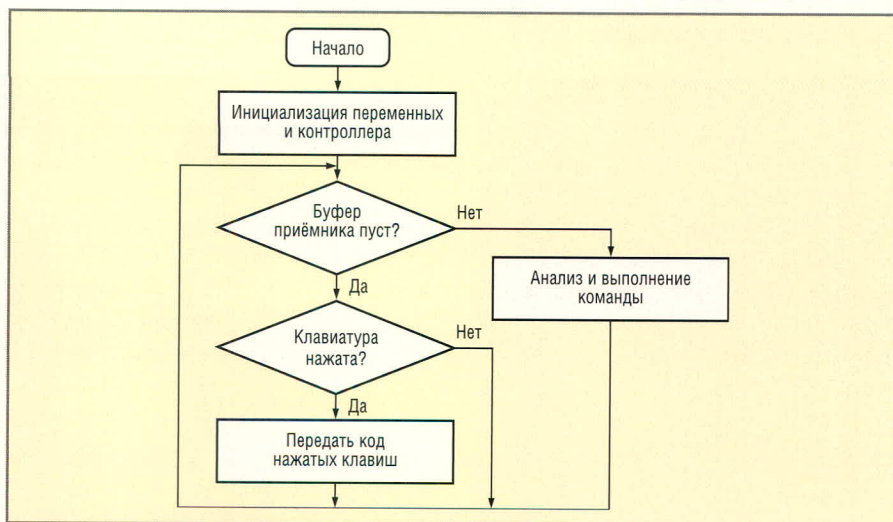 Начало
Инициализация переменных
и контроллера
Буфер
приёмника пуст?
Нет
Да
Анализ и выполнение
команды
Клавиатура
нажата?
Нет
Да
Передать код
нажатых клавиш